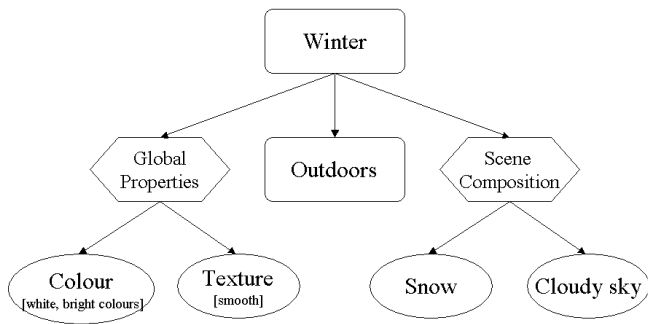 Winter
Global
Properties
Outdoors
Scene
Composition
Colour
[white, bright colours]
Texture
[smooth]
Snow
Cloudy sky